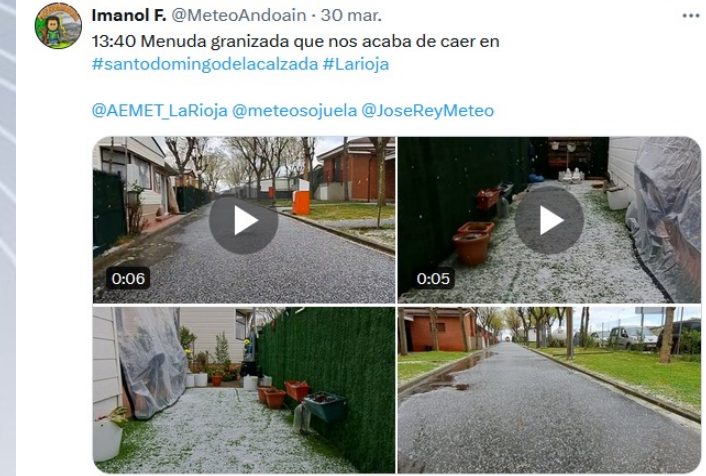 Imanol F. @MeteoAndoain · 30 mar.
13:40 Menuda granizada que nos acaba de caer en
#santodomingodelacalzada #Larioja
@AEMET_LaRioja @meteosojuela @JoseReyMeteo
0:06
0:05